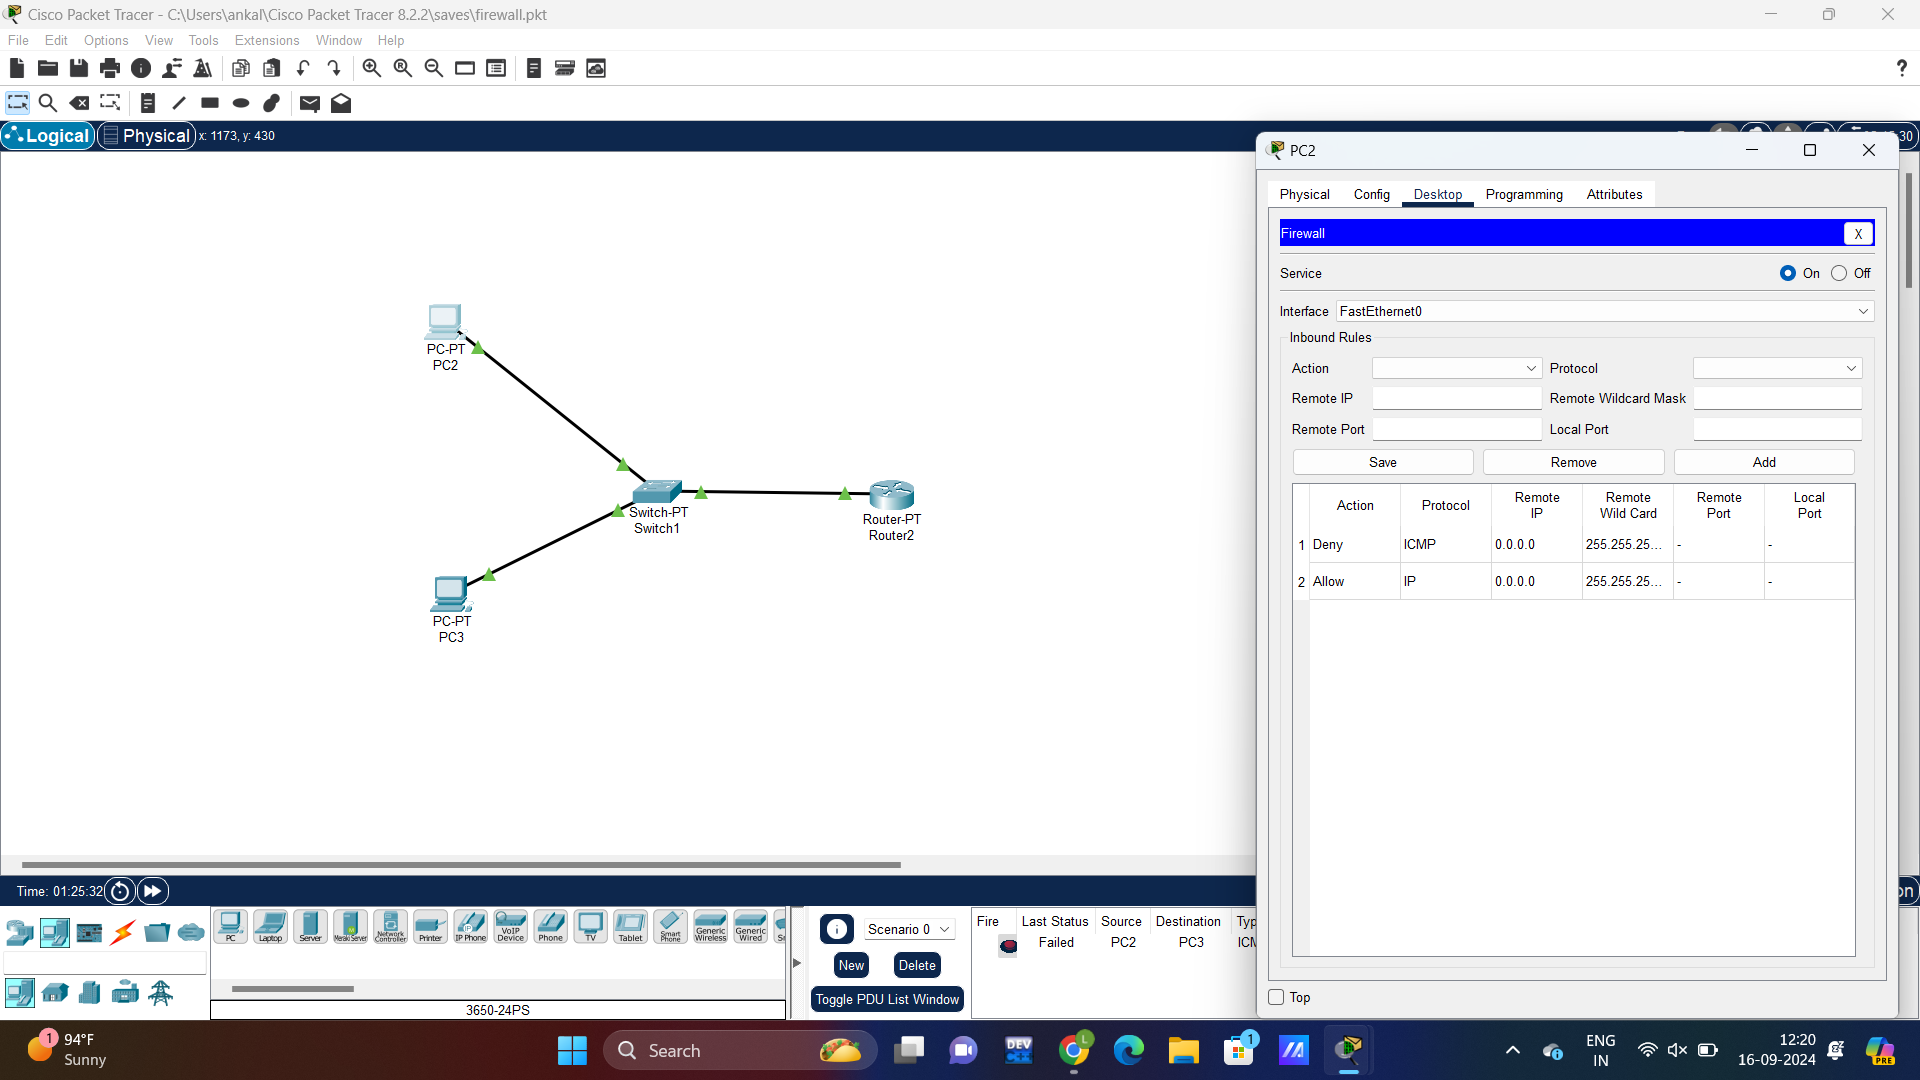 Cisco Packet Tracer - C:\Users\ankal\Cisco Packet Tracer 8.2.2\saves\firewall.pkt
File Edit Options View Tools Extensions Window Help
?
Logical Physical x: 1173, y: 430
30
PC2
Physical Config Desktop Programming Attributes
Firewall X
Service On Off
Interface FastEthernet0
Inbound Rules
Action Protocol
Remote IP Remote Wildcard Mask
Remote Port Local Port
Save Remove Add
Action Protocol Remote IP Remote Wild Card Remote Port Local Port
1 Deny ICMP 0.0.0.0 255.255.25... - -
2 Allow IP 0.0.0.0 255.255.25... - -
Top
PC-PT
PC2
Switch-PT
Switch1
Router-PT
Router2
PC-PT
PC3
Time: 01:25:32
on
PC Laptop Server MerakiServer Network Controller Printer IP Phone VoIP Device Phone TV Tablet Smart Phone Generic Wireless Generic Wired
3650-24PS
Scenario 0
New Delete
Toggle PDU List Window
Fire Last Status Source Destination Typ
Failed PC2 PC3 ICM
1
94°F
Sunny
Search
DEV
C++
L
1
ENG
IN
12:20
16-09-2024
PRE